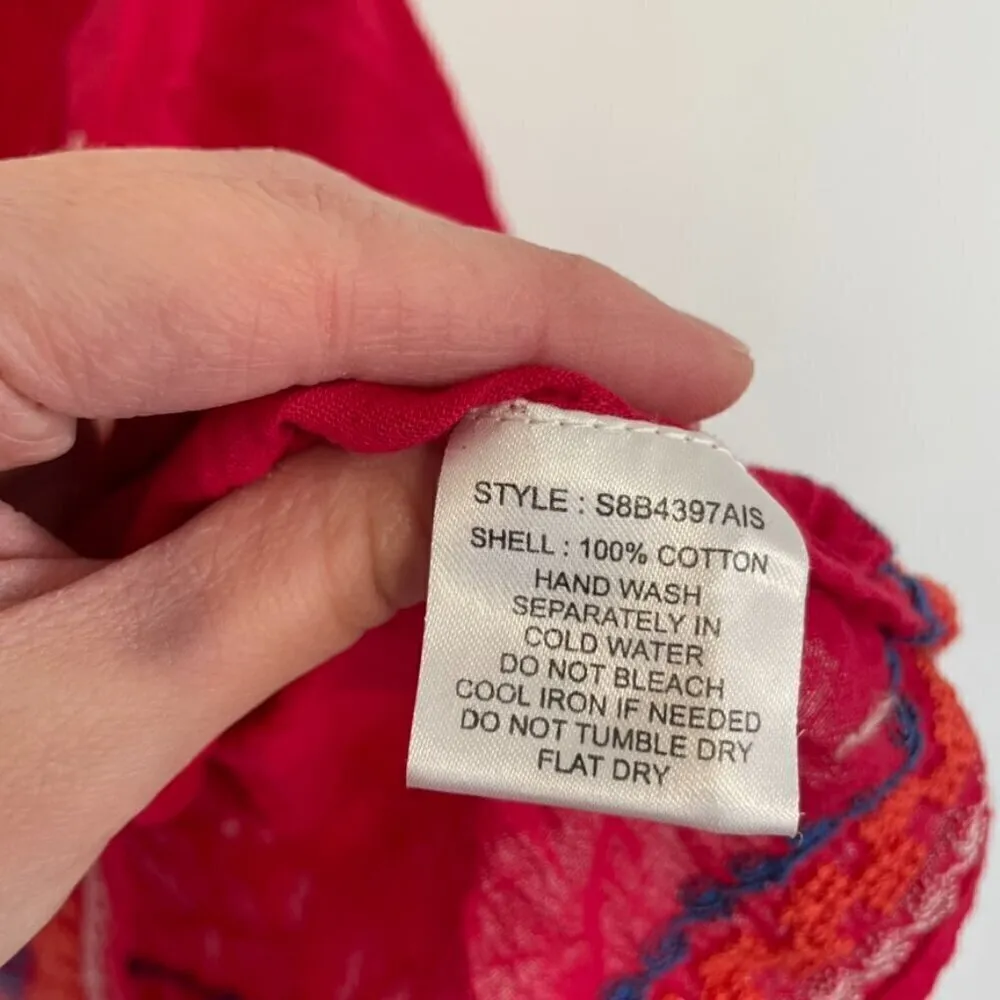 STYLE : S8B4397AIS
SHELL : 100% COTTON
HAND WASH
SEPARATELY IN
COLD WATER
DO NOT BLEACH
COOL IRON IF NEEDED
DO NOT TUMBLE DRY
FLAT DRY